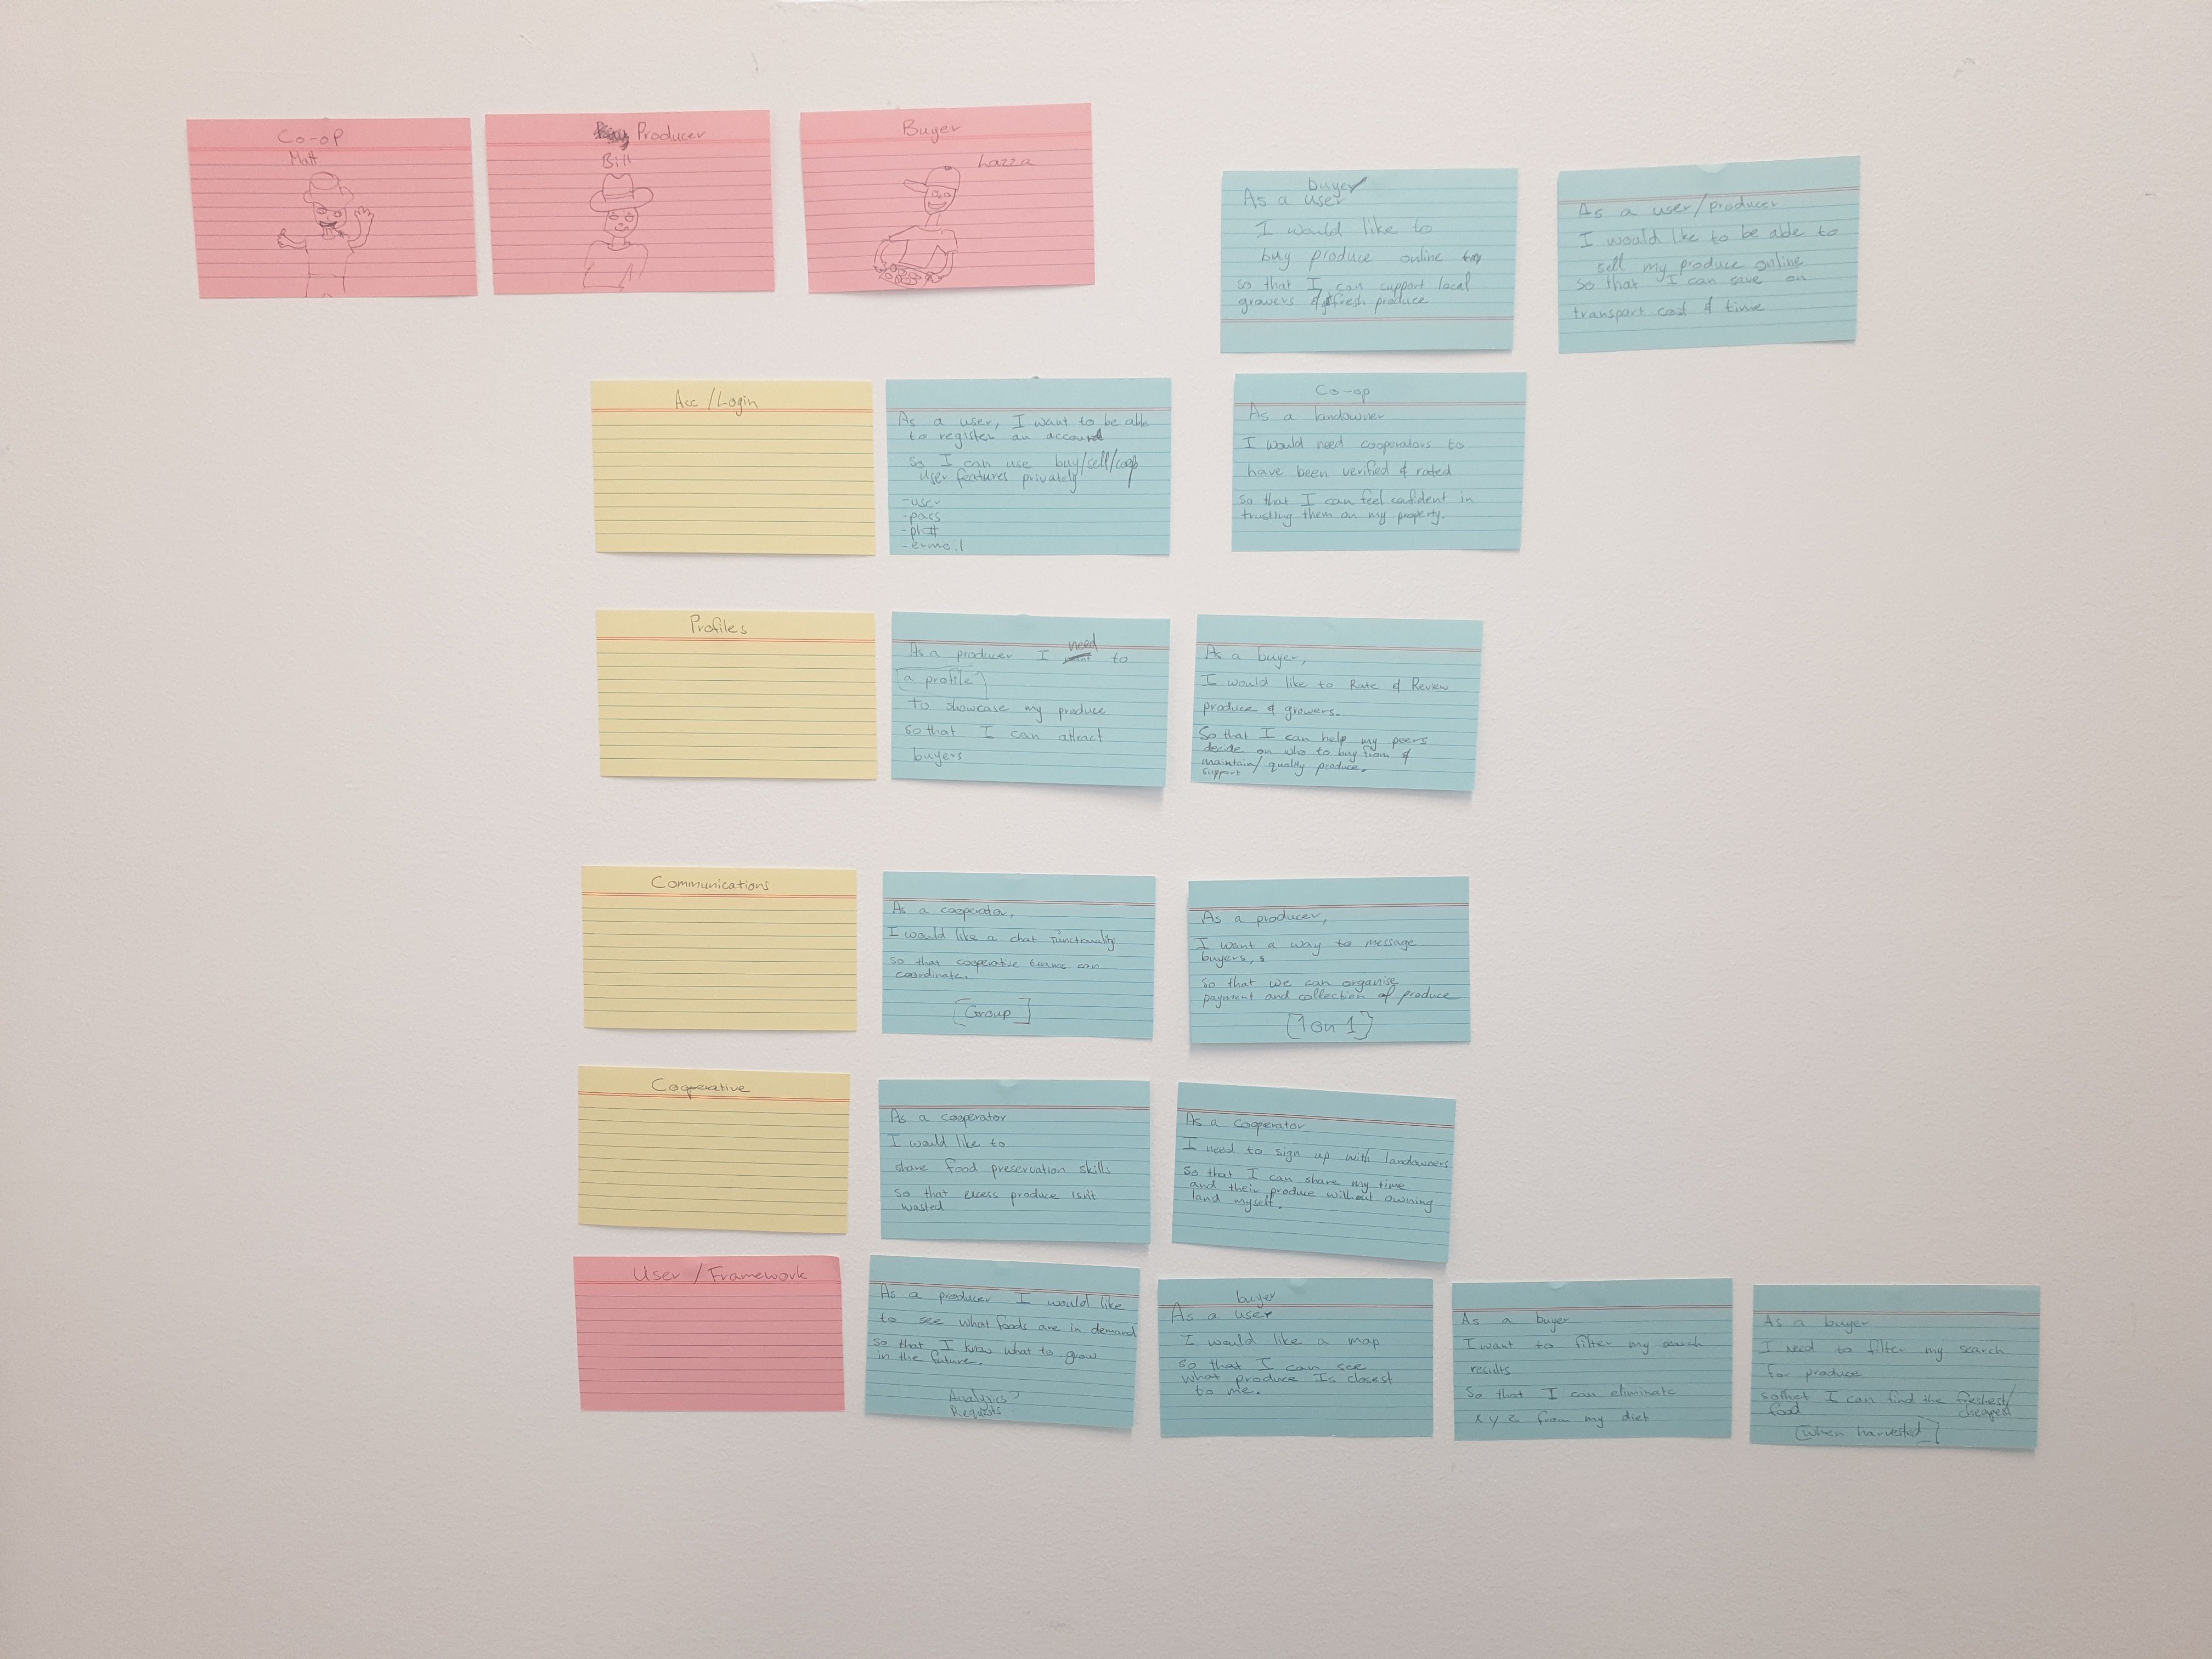 Co-op
Matt
Producer
Bill
Buyer
Lazza
buyer
As a user
I would like to
buy produce online
so that I can support local
growers & fresh produce
As a user/producer
I would like to be able to
sell my produce online
so that I can save on
transport cost & time
Acc/Login
As a user, I want to be able
to register an account
so I can use buy/sell/coop
user features privately
-user
-pass
-ph#
-email
Co-op
As a landowner
I would need cooperators to
have been verified & rated
so that I can feel confident in
trusting them on my property.
Profiles
As a producer I need to
[a profile]
to showcase my produce
so that I can attract
buyers
As a buyer,
I would like to Rate & Review
produce & growers.
So that I can help my peers
decide on who to buy from &
maintain/ quality produce.
support
Communications
As a cooperator,
I would like a chat functionality
so that cooperative teams can
coordinate.
[Group]
As a producer,
I want a way to message
buyers,
so that we can organise
payment and collection of produce
[1 on 1]
Cooperative
As a cooperator
I would like to
share food preservation skills
so that excess produce isn't
wasted
As a cooperator
I need to sign up with landowners
So that I can share my time
and their produce without owning
land myself.
User /Framework
As a producer I would like
to see what foods are in demand
so that I know what to grow
in the future.
Analytics?
Requests
buyer
As a user
I would like a map
so that I can see
what produce Is closest
to me.
As a buyer
I want to filter my search
results
So that I can eliminate
x y z from my diet
As a buyer
I need to filter my search
for produce
so that I can find the freshest/
food cheapest
[when harvested]